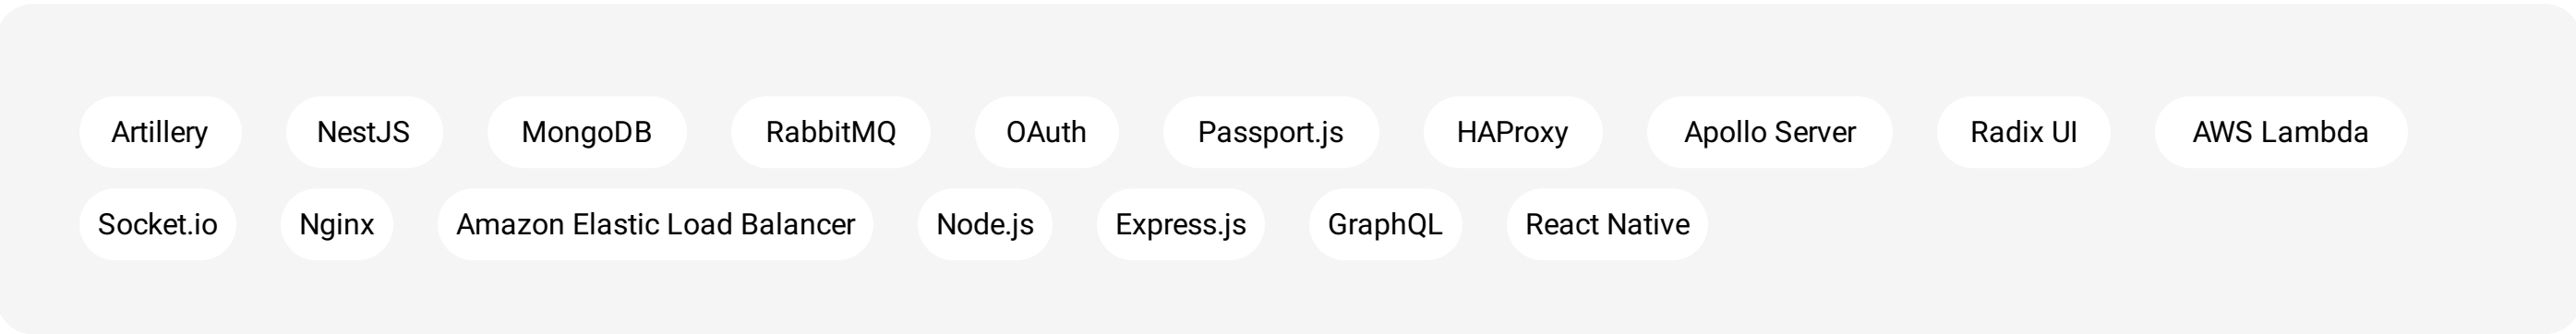 Artillery NestJS MongoDB RabbitMQ OAuth Passport.js HAProxy Apollo Server Radix UI AWS Lambda
Socket.io Nginx Amazon Elastic Load Balancer Node.js Express.js GraphQL React Native